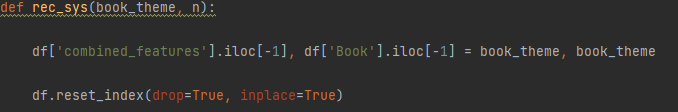 def rec_sys(book_theme, n):
df['combined_features'].iloc[-1], df['Book'].iloc[-1] = book_theme, book_theme
df.reset_index(drop=True, inplace=True)